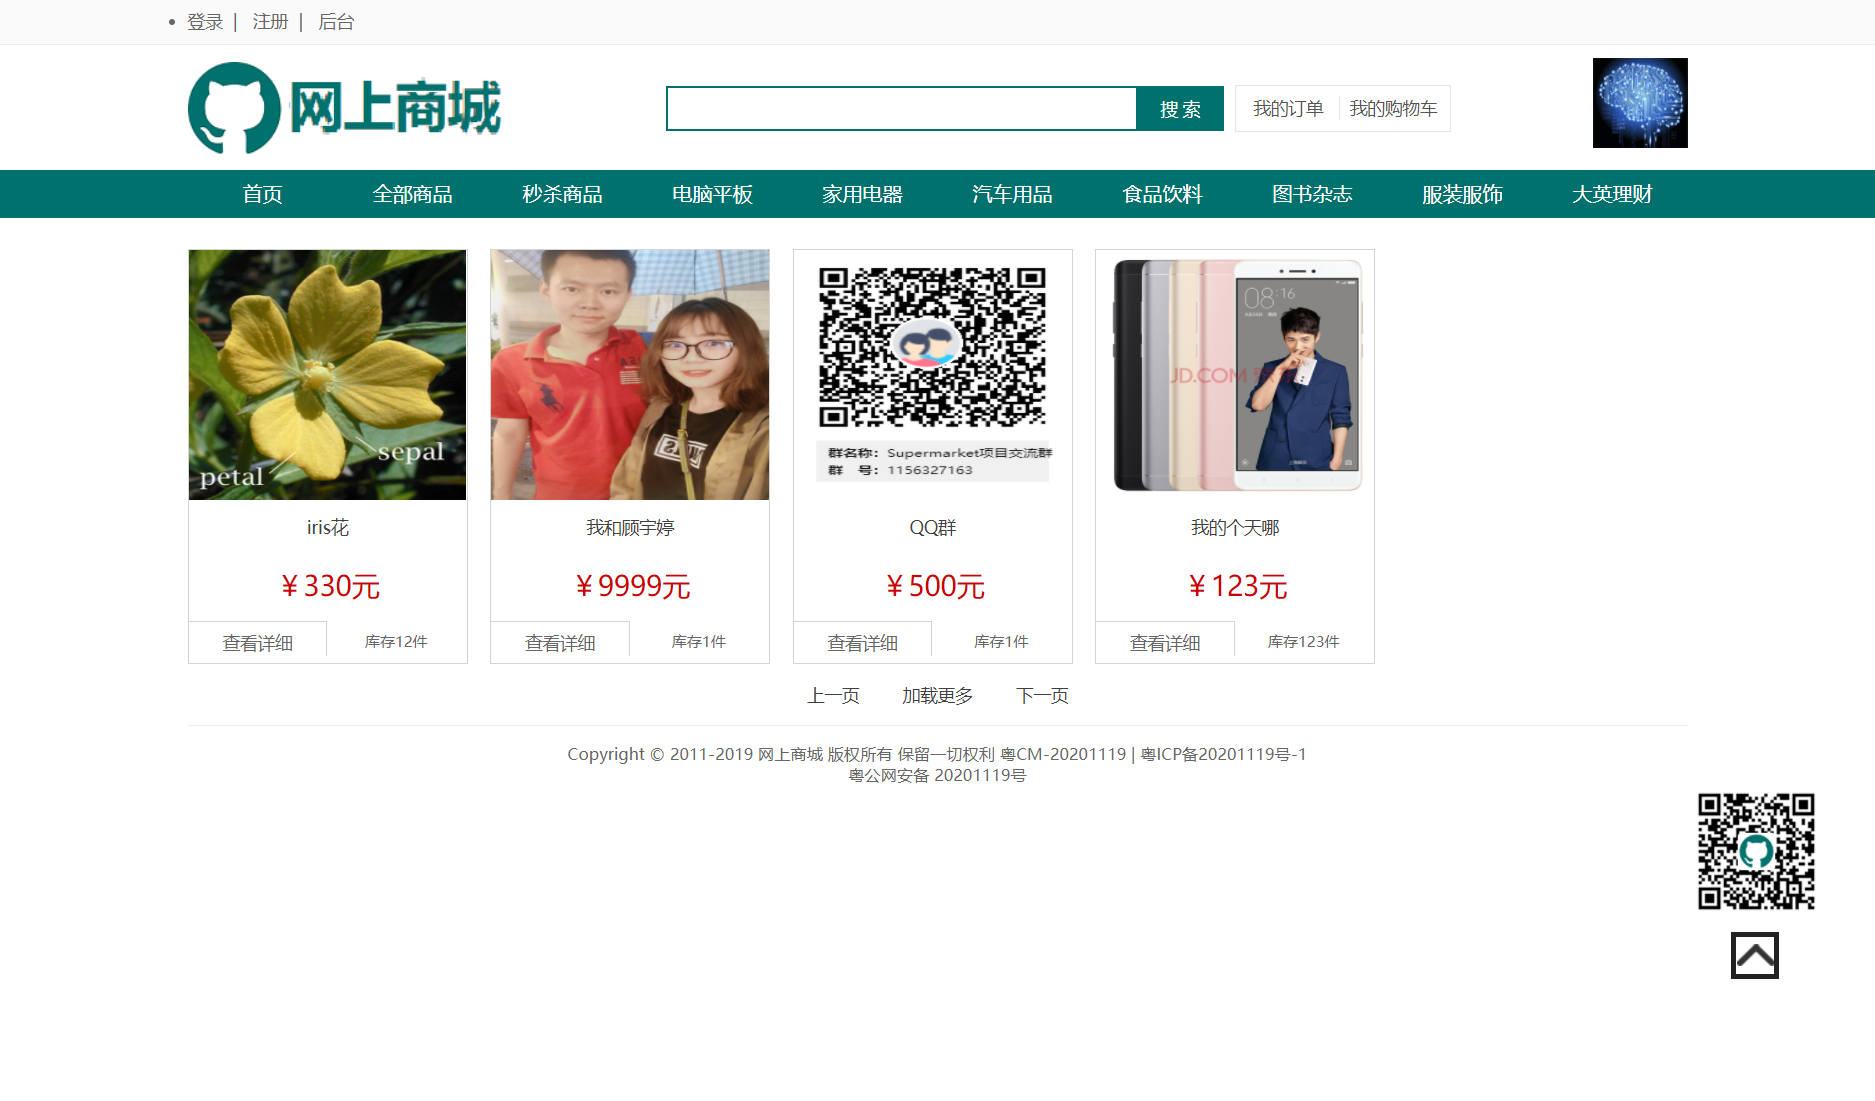 登录 | 注册 | 后台
网上商城
搜 索
我的订单 我的购物车
首页 全部商品 秒杀商品 电脑平板 家用电器 汽车用品 食品饮料 图书杂志 服装服饰 大英理财
petal
sepal
iris花
￥330元
查看详细 库存12件
我和顾宇婷
￥9999元
查看详细 库存1件
群名称：Supermarket项目交流群
群 号：1156327163
QQ群
￥500元
查看详细 库存1件
08:16
JD.COM
我的个天哪
￥123元
查看详细 库存123件
上一页 加载更多 下一页
Copyright © 2011-2019 网上商城 版权所有 保留一切权利 粤CM-20201119 | 粤ICP备20201119号-1
粤公网安备 20201119号